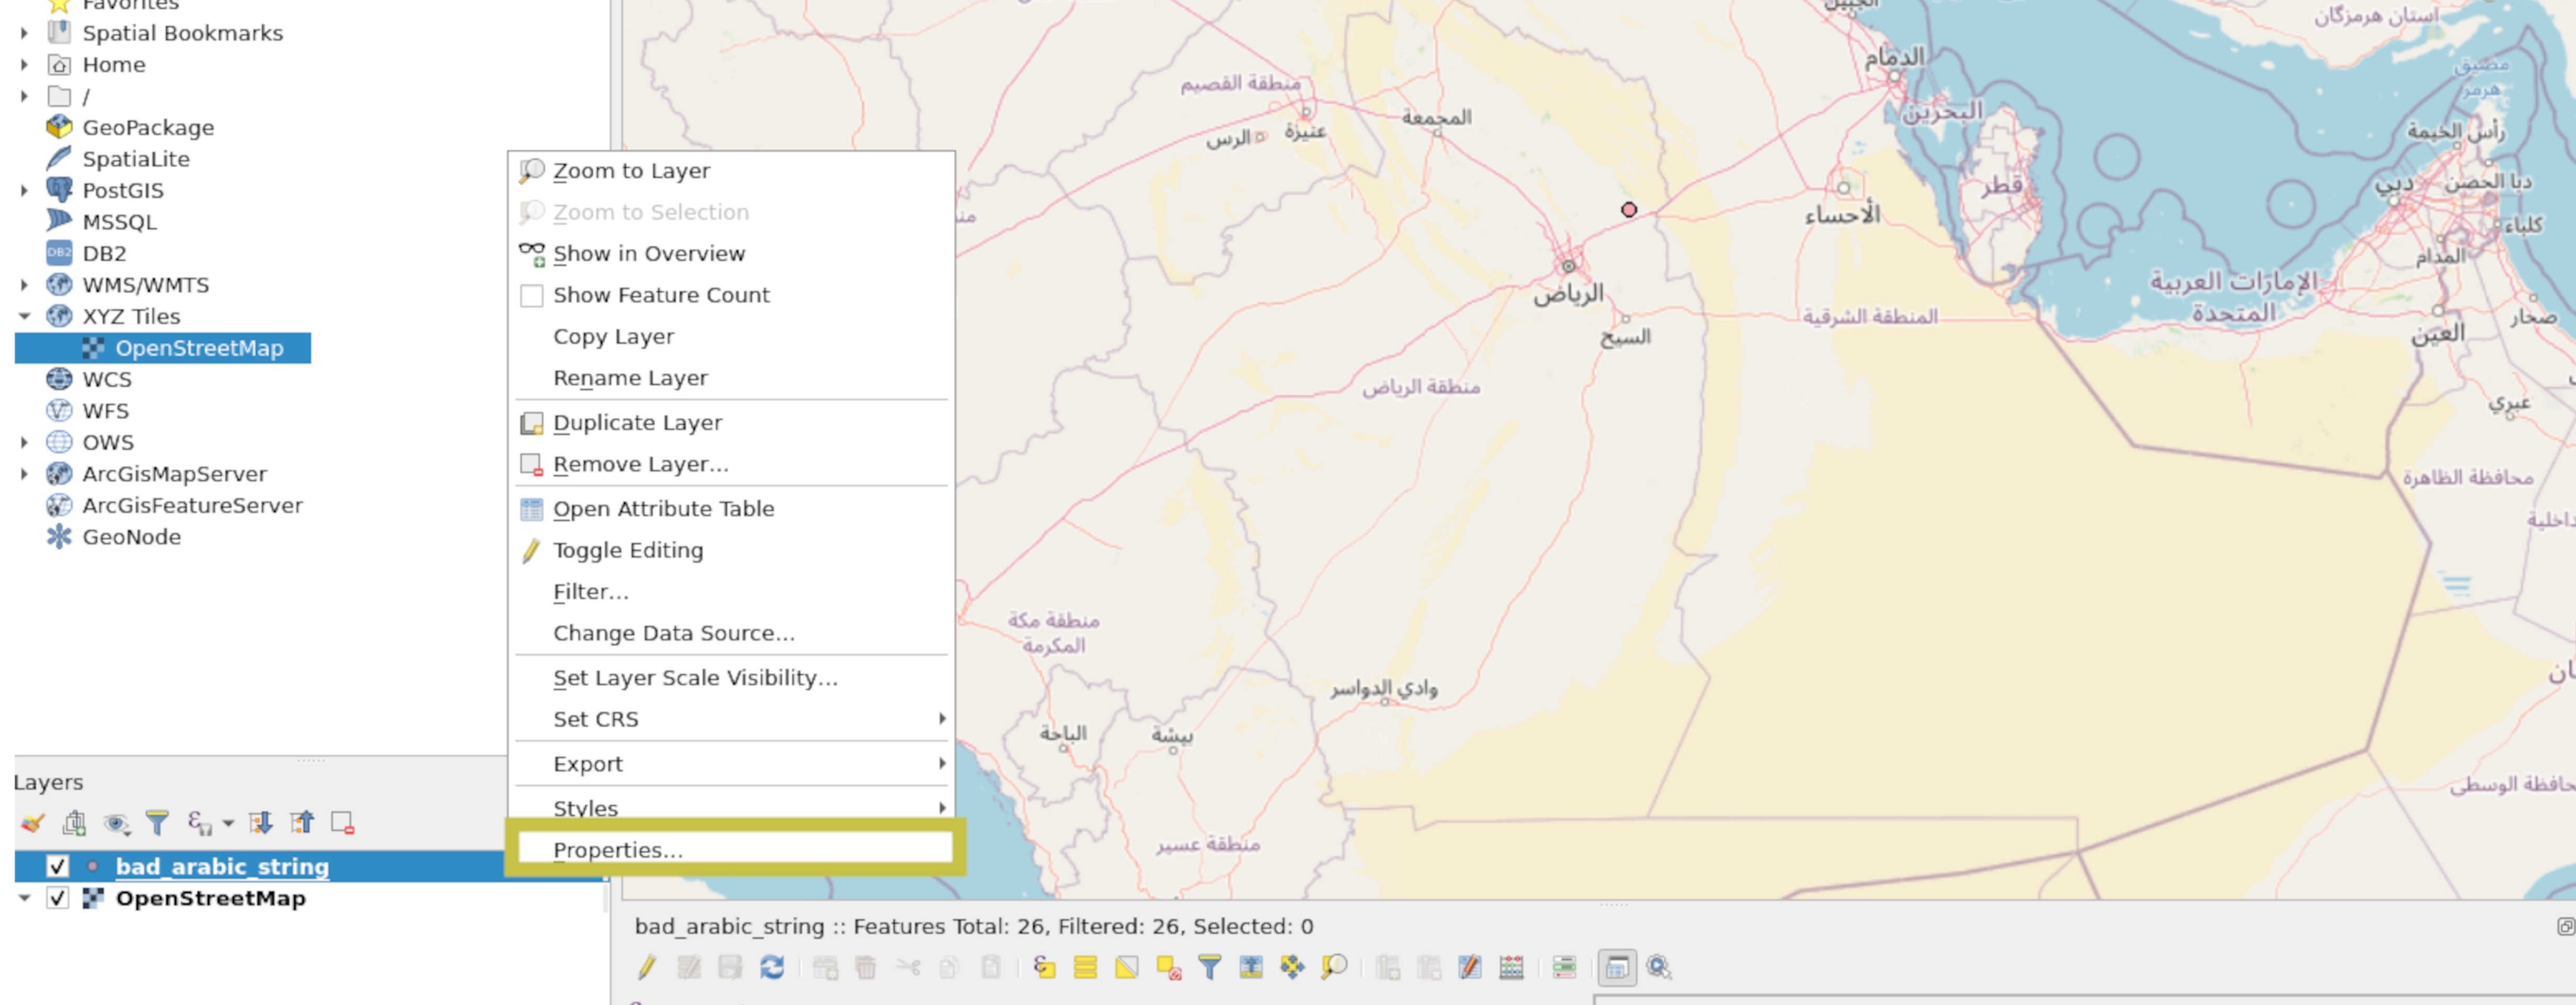 Favorites
Spatial Bookmarks
Home
/
GeoPackage
SpatiaLite
PostGIS
MSSQL
DB2
WMS/WMTS
XYZ Tiles
OpenStreetMap
WCS
WFS
OWS
ArcGisMapServer
ArcGisFeatureServer
GeoNode
Layers
bad_arabic_string
OpenStreetMap
Zoom to Layer
Zoom to Selection
Show in Overview
Show Feature Count
Copy Layer
Rename Layer
Duplicate Layer
Remove Layer...
Open Attribute Table
Toggle Editing
Filter...
Change Data Source...
Set Layer Scale Visibility...
Set CRS
Export
Styles
Properties...
الجبيل
استان هرمزگان
الدمام
مضيق
هرمز
منطقة القصيم
البحرين
المجمعة
عنيزة
الرس
رأس الخيمة
قطر
دبي
دبا الحصن
الأحساء
كلباء
المدام
الرياض
الإمارات العربية
المتحدة
المنطقة الشرقية
صحار
السيح
العين
منطقة الرياض
عبري
محافظة الظاهرة
منطقة مكة
المكرمة
وادي الدواسر
الباحة
بيشة
منطقة عسير
bad_arabic_string :: Features Total: 26, Filtered: 26, Selected: 0